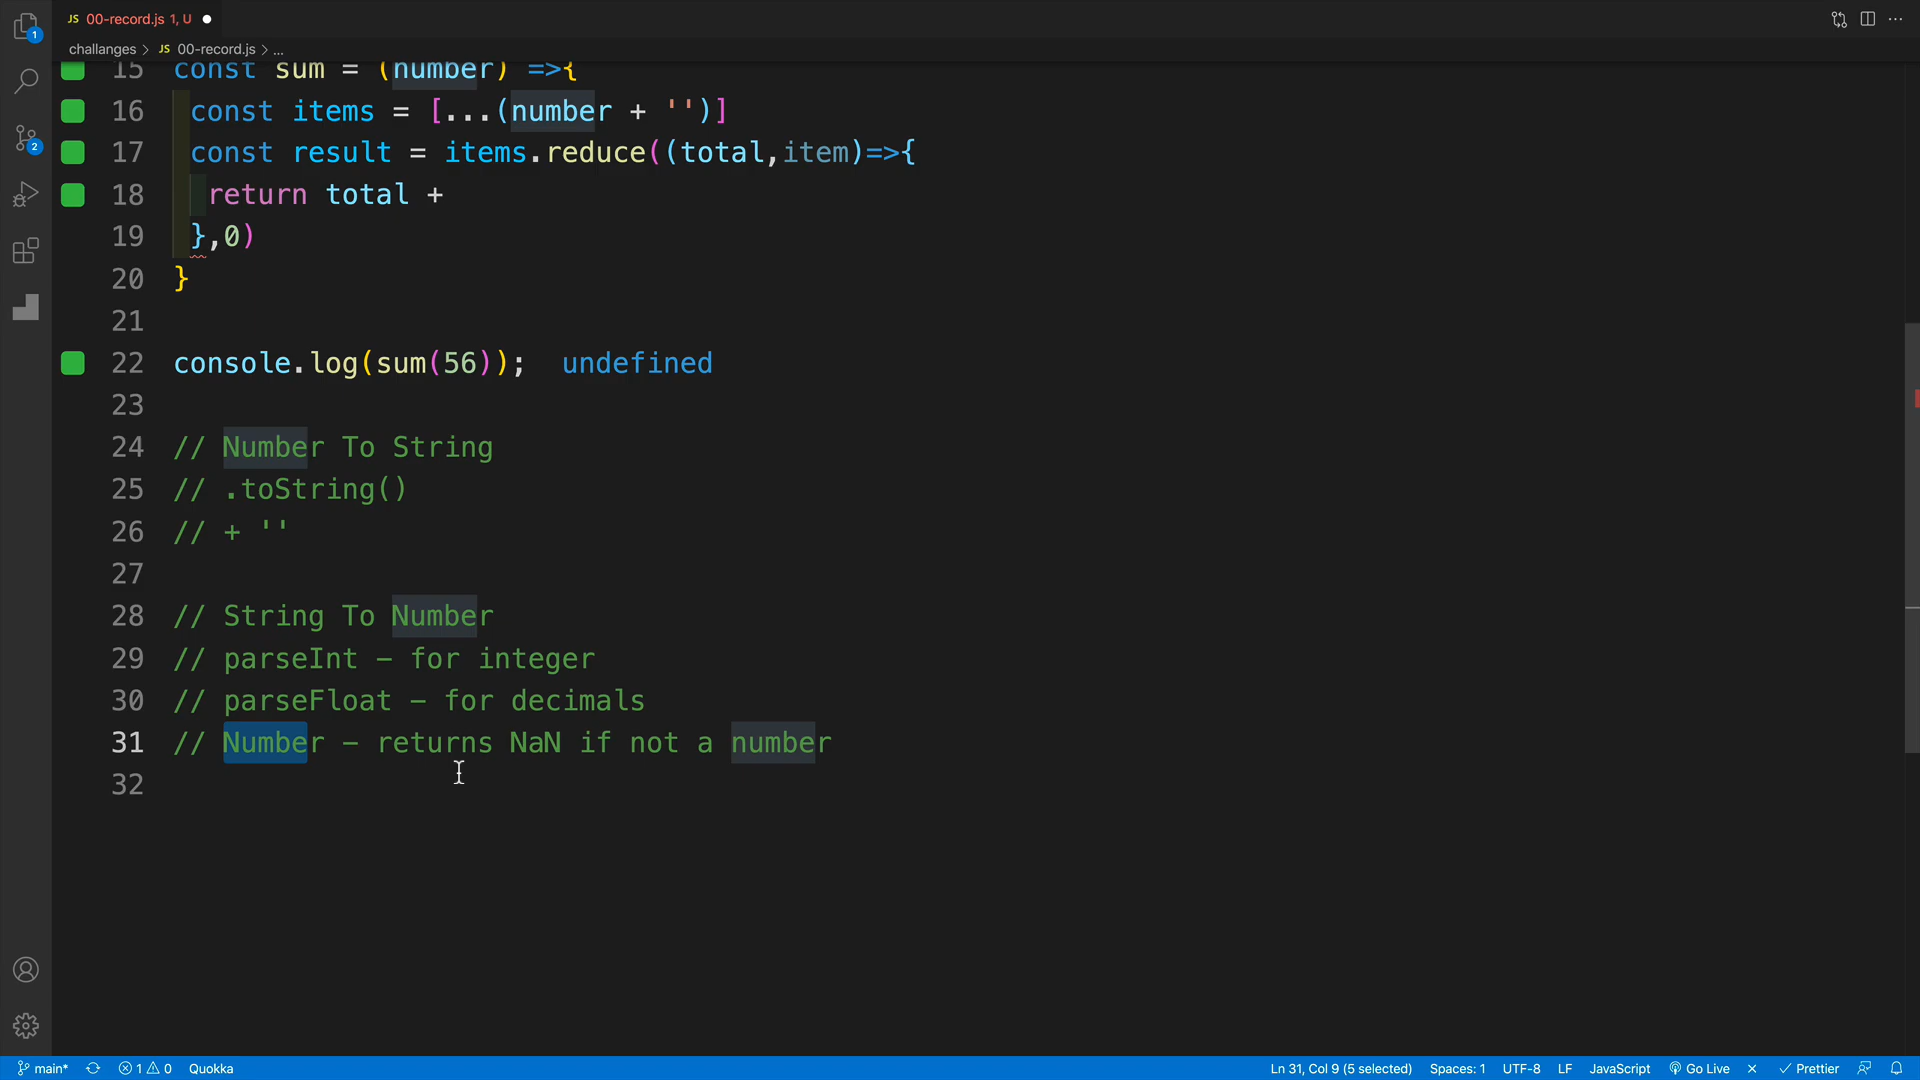 JS 00-record.js 1, U
challanges > JS 00-record.js > ...
15 const sum = (number) =>{
16 const items = [...(number + '')]
17 const result = items.reduce((total,item)=>{
18 return total +
19 },0)
20 }
21
22 console.log(sum(56)); undefined
23
24 // Number To String
25 // .toString()
26 // + ''
27
28 // String To Number
29 // parseInt – for integer
30 // parseFloat – for decimals
31 // Number – returns NaN if not a number
32
1
2
main* 1 0 Quokka Ln 31, Col 9 (5 selected) Spaces: 1 UTF-8 LF JavaScript Go Live Prettier